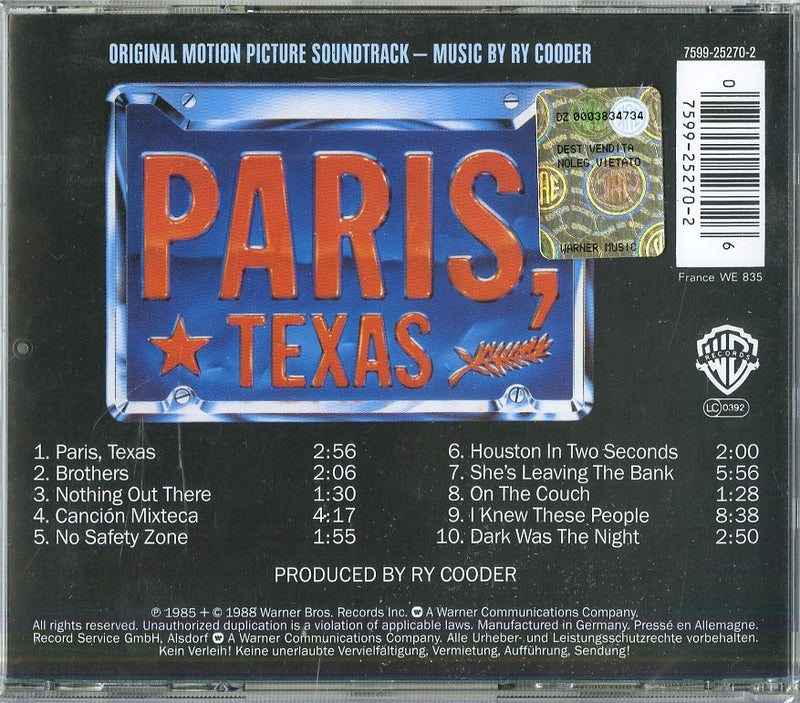 ORIGINAL MOTION PICTURE SOUNDTRACK – MUSIC BY RY COODER
7599-25270-2
0
7599-25270-2
6
France WE 835
DZ 0003834734
DEST VENDITA
NOLEG.VIETATO
WARNER MUSIC
PARIS,
TEXAS
RECORDS
LC 0392
1. Paris, Texas 2:56
2. Brothers 2:06
3. Nothing Out There 1:30
4. Canción Mixteca 4:17
5. No Safety Zone 1:55
6. Houston In Two Seconds 2:00
7. She's Leaving The Bank 5:56
8. On The Couch 1:28
9. I Knew These People 8:38
10. Dark Was The Night 2:50
PRODUCED BY RY COODER
℗ 1985 + © 1988 Warner Bros. Records Inc. A Warner Communications Company.
All rights reserved. Unauthorized duplication is a violation of applicable laws. Manufactured in Germany. Pressé en Allemagne.
Record Service GmbH, Alsdorf A Warner Communications Company. Alle Urheber- und Leistungsschutzrechte vorbehalten.
Kein Verleih! Keine unerlaubte Vervielfältigung, Vermietung, Aufführung, Sendung!